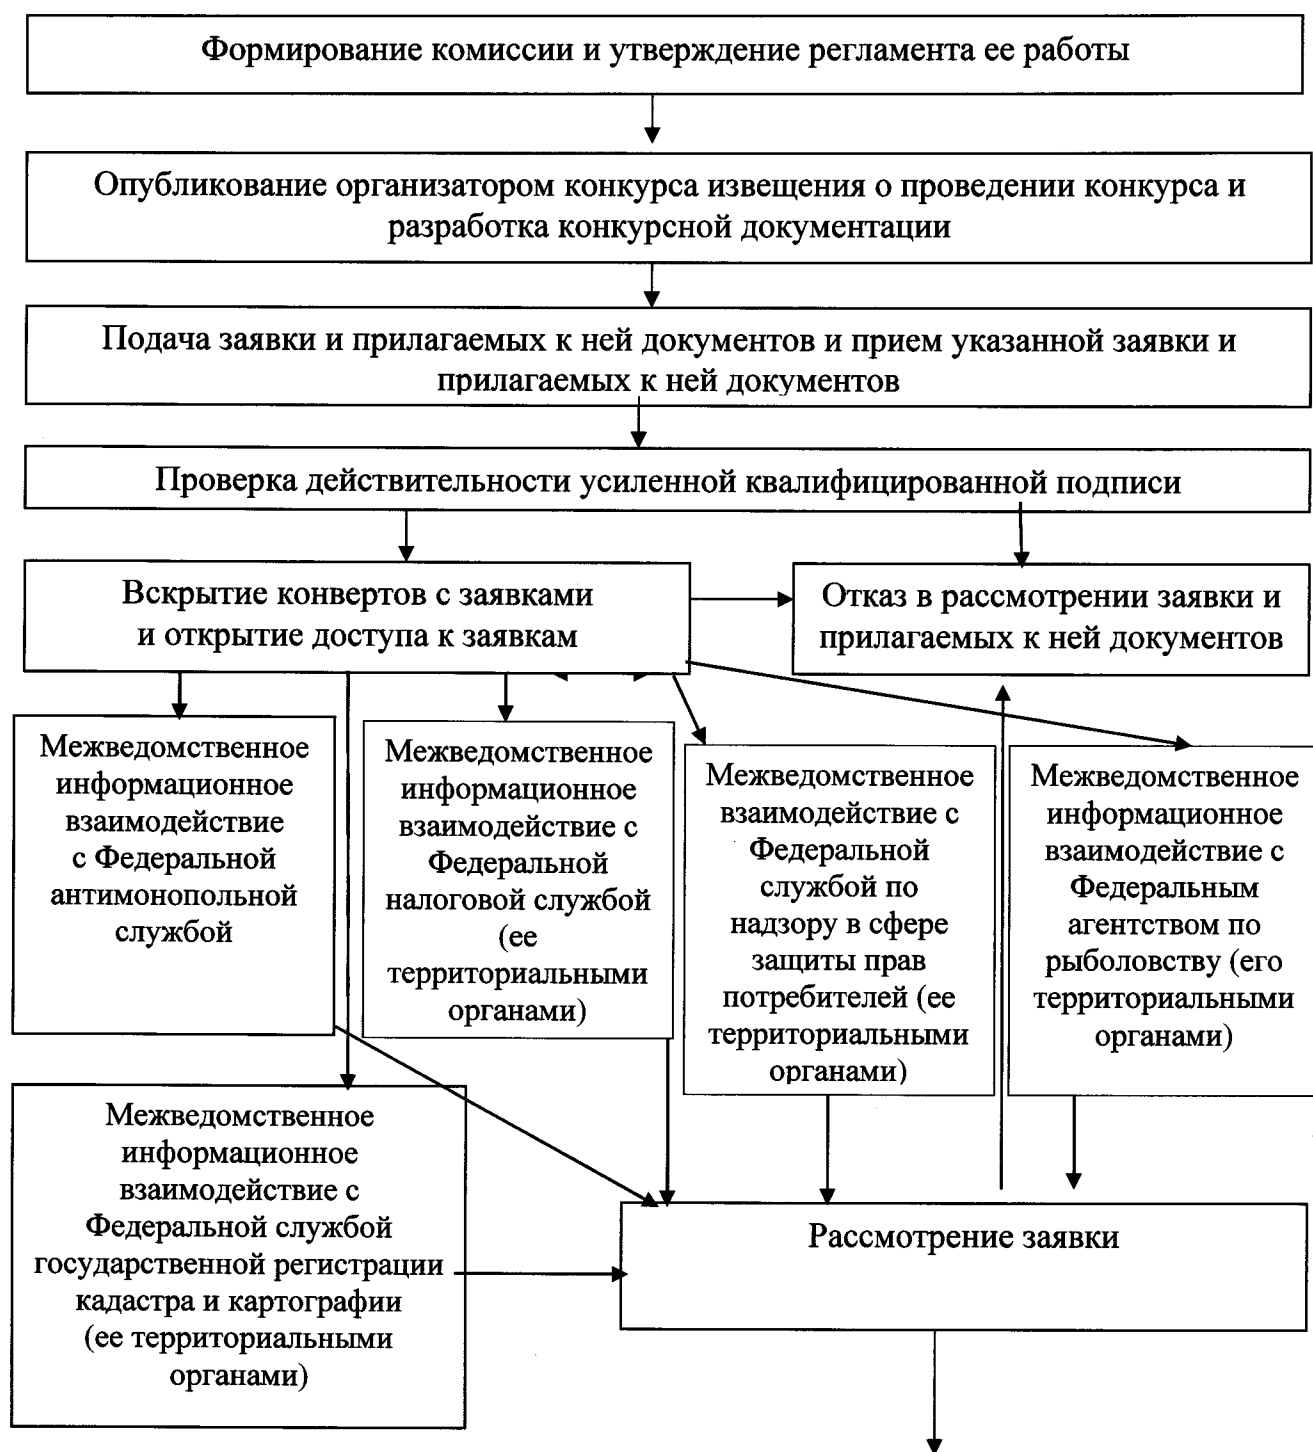 Формирование комиссии и утверждение регламента ее работы
Опубликование организатором конкурса извещения о проведении конкурса и
разработка конкурсной документации
Подача заявки и прилагаемых к ней документов и прием указанной заявки и
прилагаемых к ней документов
Проверка действительности усиленной квалифицированной подписи
Вскрытие конвертов с заявками
и открытие доступа к заявкам
Отказ в рассмотрении заявки и
прилагаемых к ней документов
Межведомственное
информационное
взаимодействие
с Федеральной
антимонопольной
службой
Межведомственное
информационное
взаимодействие с
Федеральной
налоговой службой
(ее
территориальными
органами)
Межведомственное
взаимодействие с
Федеральной
службой по
надзору в сфере
защиты прав
потребителей (ее
территориальными
органами)
Межведомственное
информационное
взаимодействие с
Федеральным
агентством по
рыболовству (его
территориальными
органами)
Межведомственное
информационное
взаимодействие с
Федеральной службой
государственной регистрации
кадастра и картографии
(ее территориальными
органами)
Рассмотрение заявки